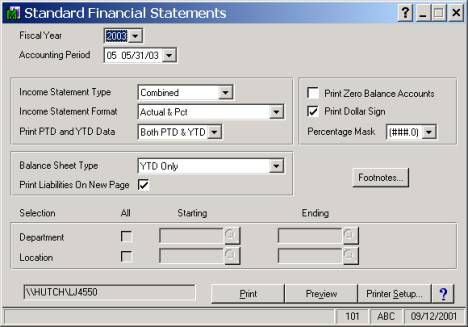 Standard Financial Statements
Fiscal Year 2003
Accounting Period 05 05/31/03
Income Statement Type Combined
Print Zero Balance Accounts
Income Statement Format Actual & Pct
Print Dollar Sign
Print PTD and YTD Data Both PTD & YTD
Percentage Mask (###.0)
Balance Sheet Type YTD Only
Print Liabilities On New Page
Footnotes...
Selection All Starting Ending
Department
Location
\\HUTCH\LJ4550 Print Preview Printer Setup... ?
101 ABC 09/12/2001